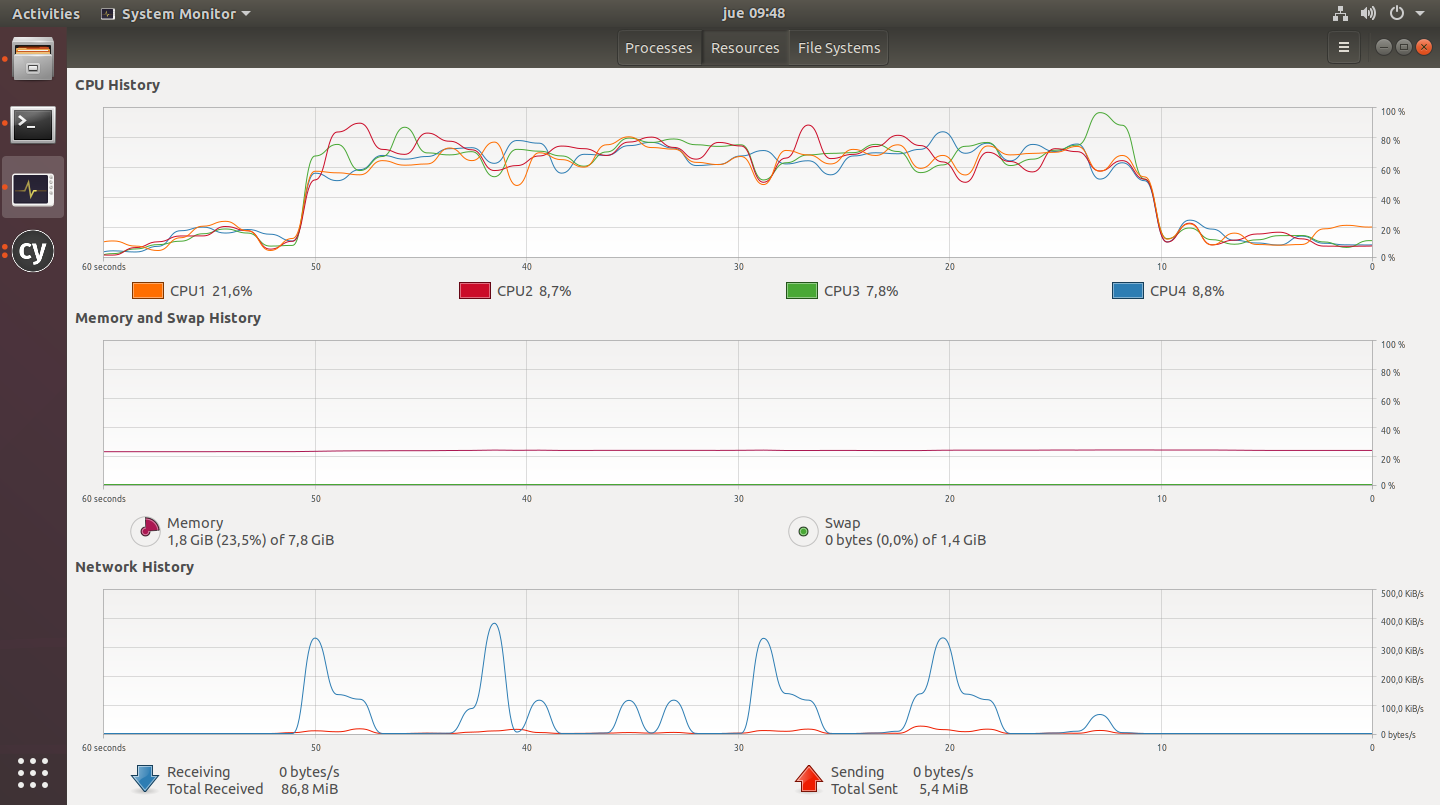 Activities System Monitor jue 09:48
Processes Resources File Systems
CPU History
100 %
80 %
60 %
40 %
20 %
0 %
60 seconds 50 40 30 20 10 0
CPU1 21,6% CPU2 8,7% CPU3 7,8% CPU4 8,8%
Memory and Swap History
100 %
80 %
60 %
40 %
20 %
0 %
60 seconds 50 40 30 20 10 0
Memory Swap
1,8 GiB (23,5%) of 7,8 GiB 0 bytes (0,0%) of 1,4 GiB
Network History
500,0 KiB/s
400,0 KiB/s
300,0 KiB/s
200,0 KiB/s
100,0 KiB/s
0 bytes/s
60 seconds 50 40 30 20 10 0
Receiving 0 bytes/s Sending 0 bytes/s
Total Received 86,8 MiB Total Sent 5,4 MiB
cy
>_